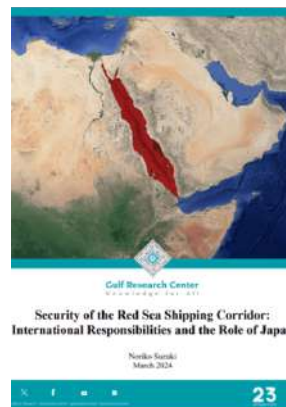 Gulf Research Center
Knowledge for All
Security of the Red Sea Shipping Corridor:
International Responsibilities and the Role of Japa
Noriko Suzuki
March 2024
23